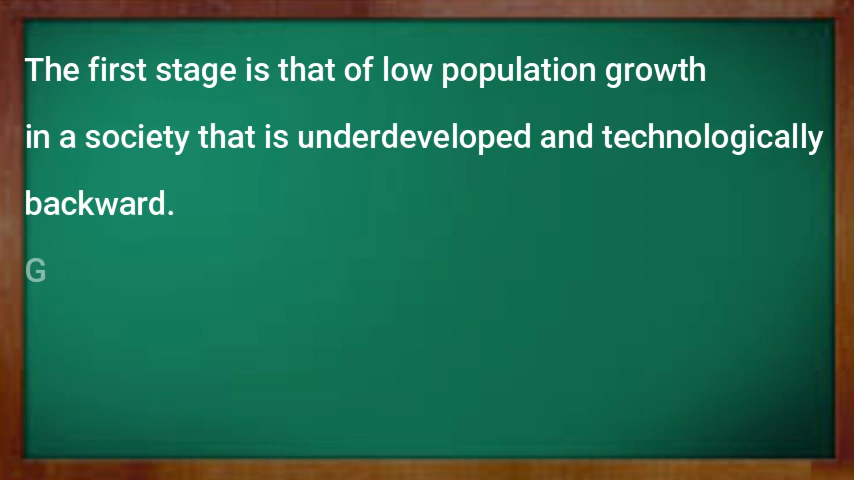 The first stage is that of low population growth
in a society that is underdeveloped and technologically
backward.
G